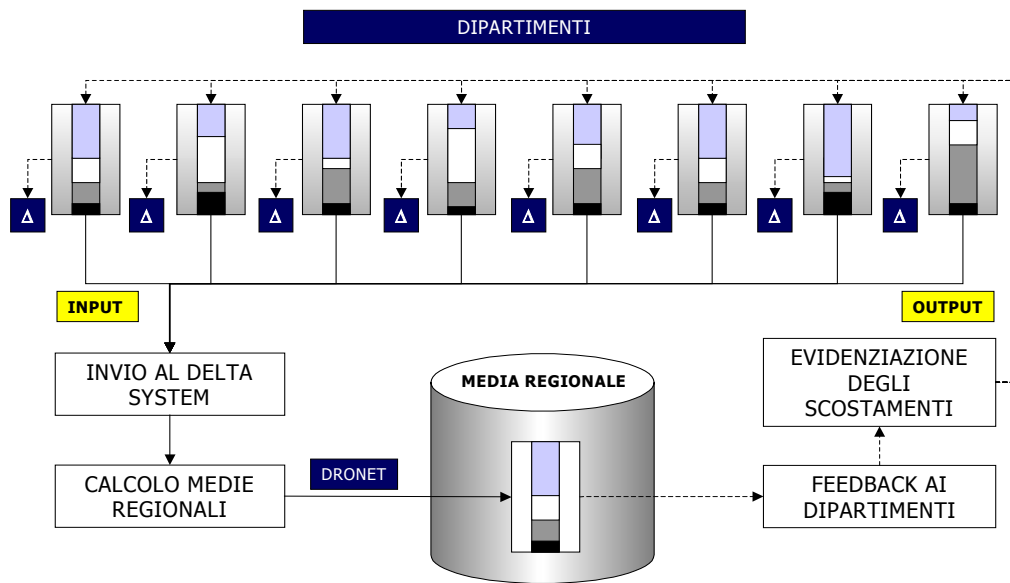 DIPARTIMENTI
Δ Δ Δ Δ Δ Δ Δ Δ
INPUT
OUTPUT
INVIO AL DELTA
SYSTEM
MEDIA REGIONALE
EVIDENZIAZIONE
DEGLI
SCOSTAMENTI
CALCOLO MEDIE
REGIONALI
DRONET
FEEDBACK AI
DIPARTIMENTI